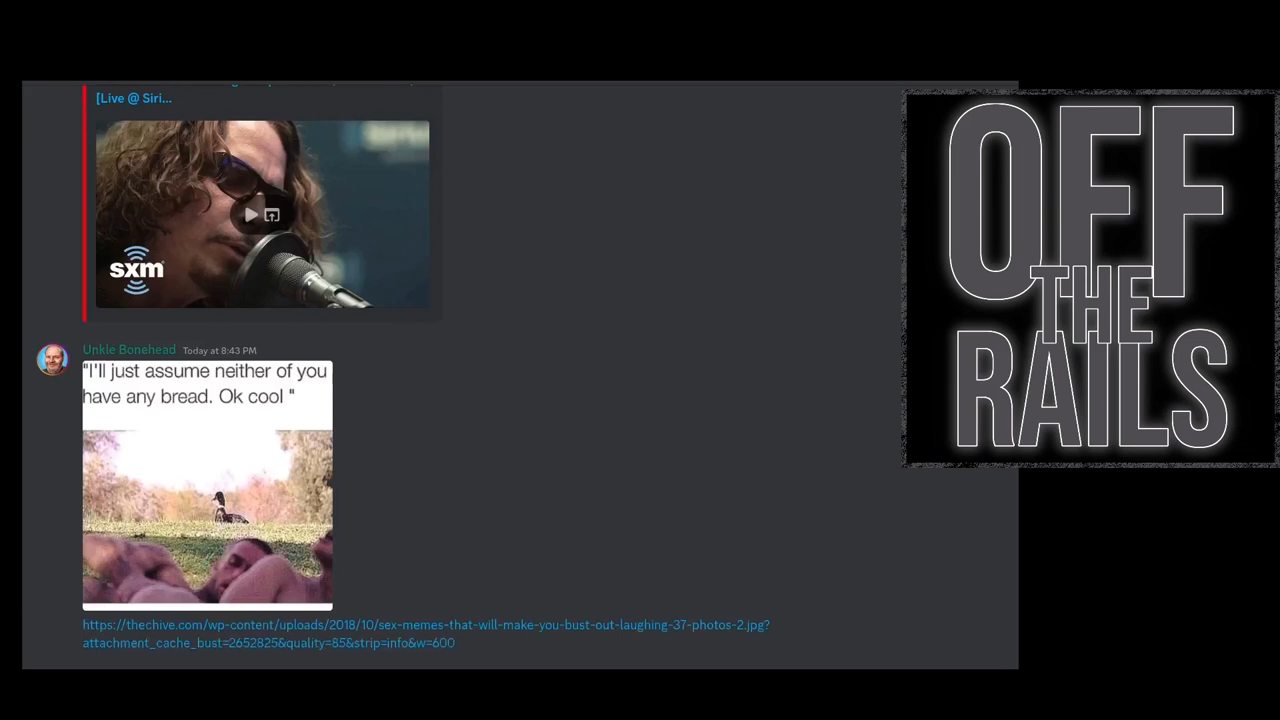 [Live @ Siri...
sxm
Unkle Bonehead Today at 8:43 PM
"I'll just assume neither of you
have any bread. Ok cool "
https://thechive.com/wp-content/uploads/2018/10/sex-memes-that-will-make-you-bust-out-laughing-37-photos-2.jpg?
attachment_cache_bust=2652825&quality=85&strip=info&w=600
OFF
THE
RAILS